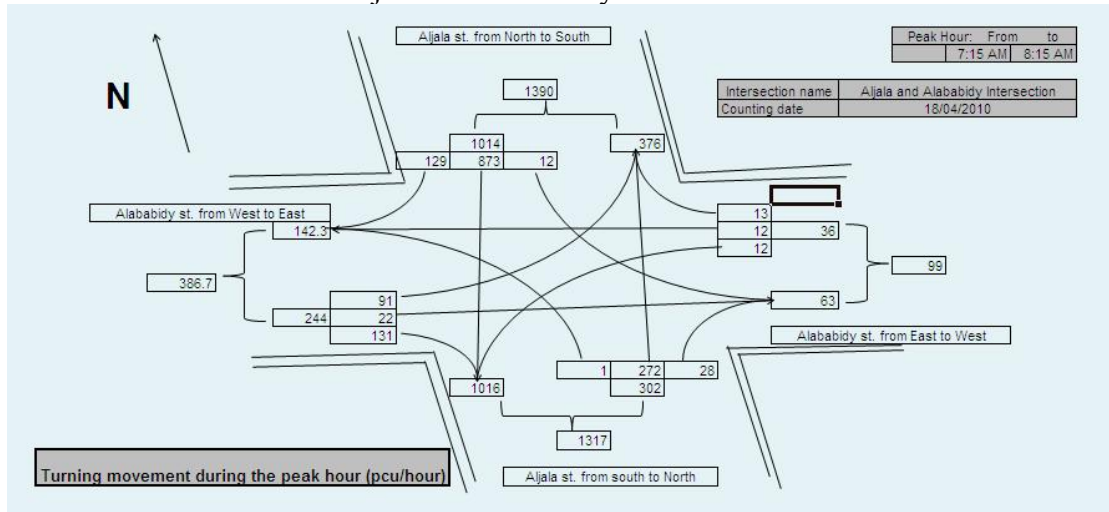 Aljala st. from North to South
Peak Hour: From to
7:15 AM 8:15 AM
N
1390
Intersection name Aljala and Alababidy Intersection
Counting date 18/04/2010
1014
376
129 873 12
Alababidy st. from West to East
13
142.3
12 36
12
99
386.7
91
63
244 22
131
Alababidy st. from East to West
1 272 28
1016
302
1317
Turning movement during the peak hour (pcu/hour)
Aljala st. from south to North